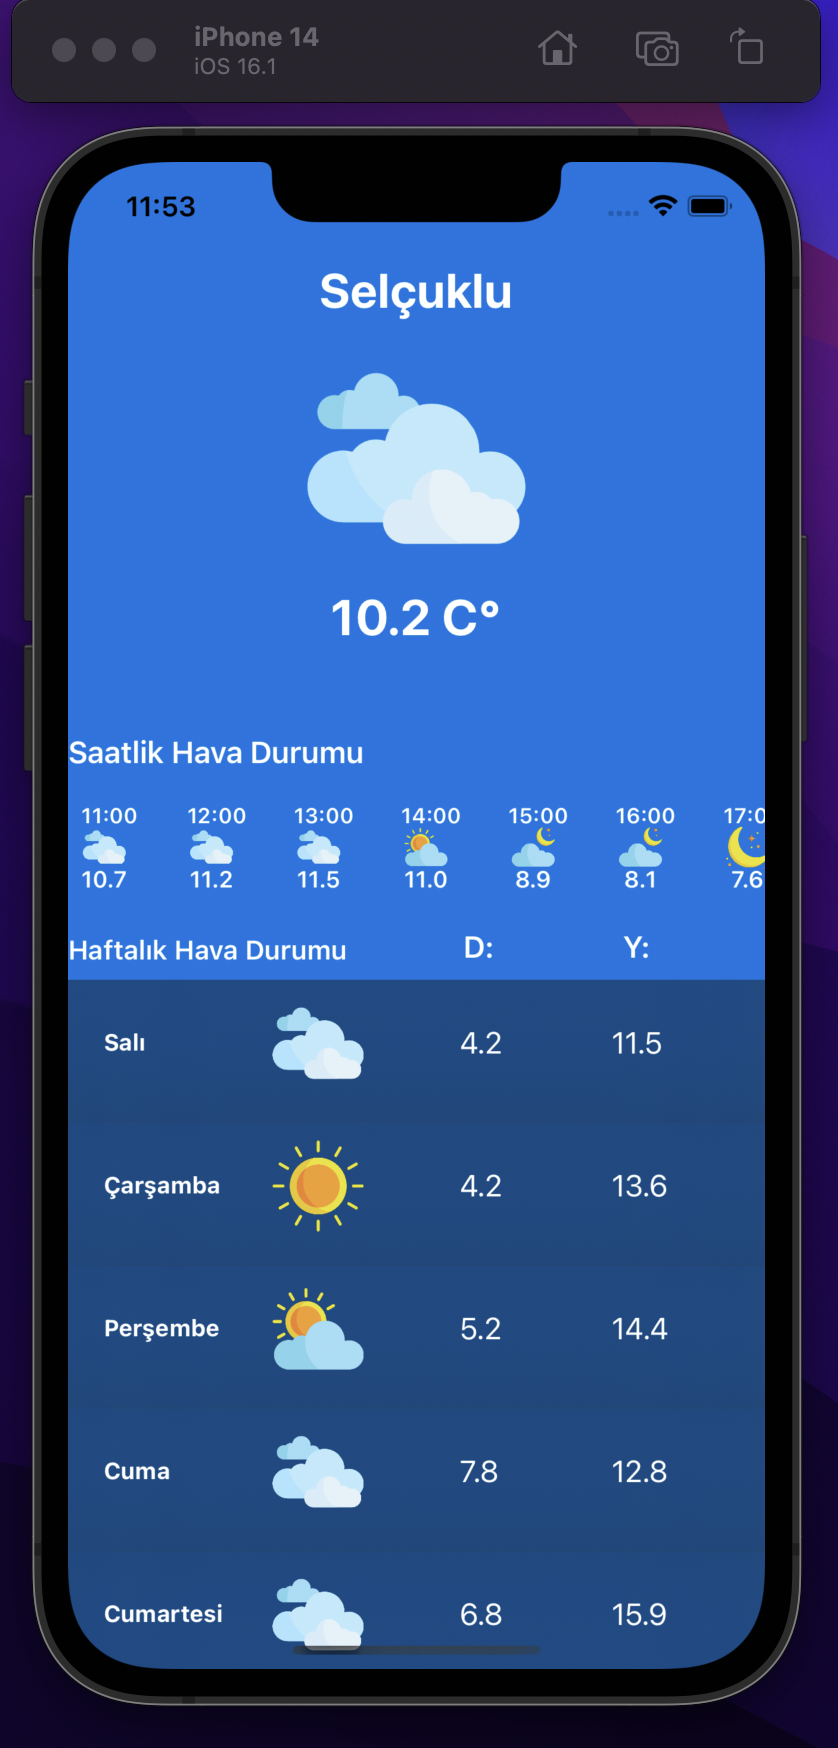 iPhone 14
iOS 16.1
11:53
Selçuklu
10.2 C°
Saatlik Hava Durumu
11:00 12:00 13:00 14:00 15:00 16:00 17:0
10.7 11.2 11.5 11.0 8.9 8.1 7.6
Haftalık Hava Durumu D: Y:
Salı 4.2 11.5
Çarşamba 4.2 13.6
Perşembe 5.2 14.4
Cuma 7.8 12.8
Cumartesi 6.8 15.9